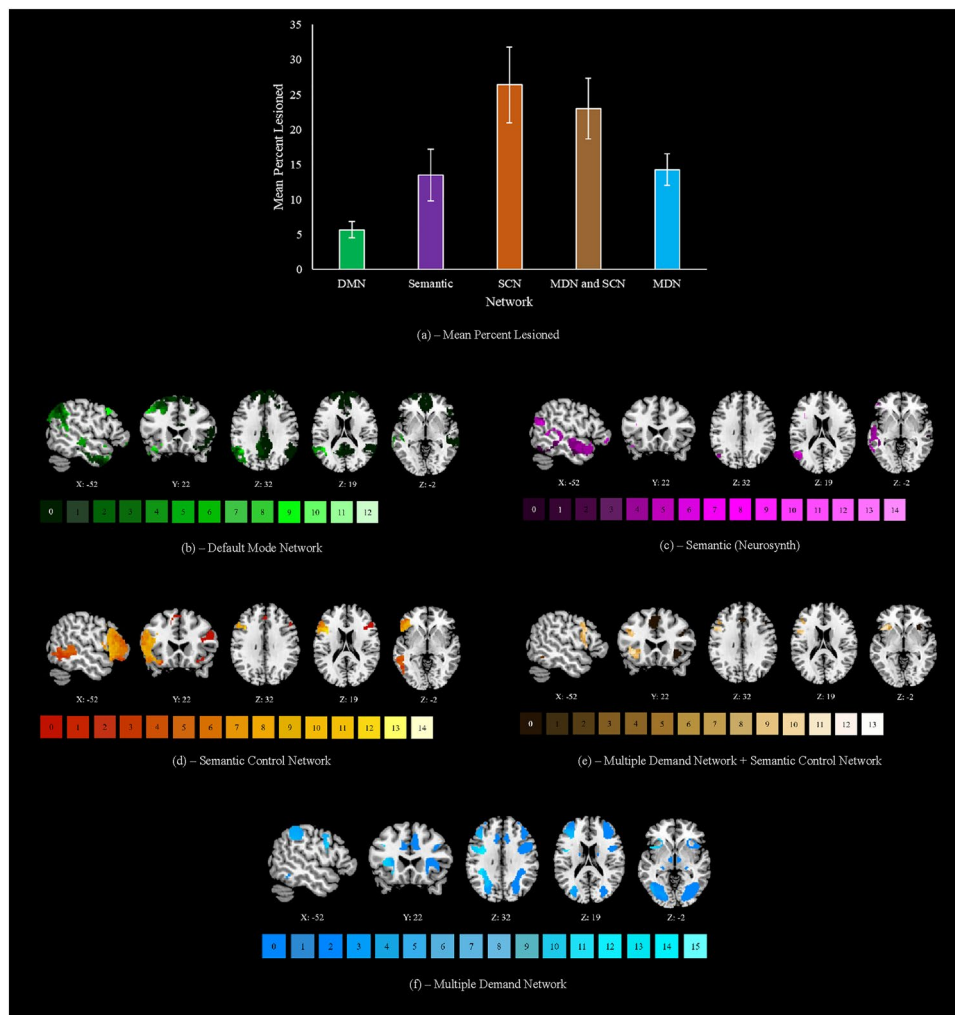 35
30
25
20
15
10
5
0
Mean Percent Lesioned
DMN Semantic SCN MDN and SCN MDN
Network
(a) – Mean Percent Lesioned
X: -52 Y: 22 Z: 32 Z: 19 Z: -2
0 1 2 3 4 5 6 7 8 9 10 11 12
(b) – Default Mode Network
X: -52 Y: 22 Z: 32 Z: 19 Z: -2
0 1 2 3 4 5 6 7 8 9 10 11 12 13 14
(c) – Semantic (Neurosynth)
X: -52 Y: 22 Z: 32 Z: 19 Z: -2
0 1 2 3 4 5 6 7 8 9 10 11 12 13 14
(d) – Semantic Control Network
X: -52 Y: 22 Z: 32 Z: 19 Z: -2
0 1 2 3 4 5 6 7 8 9 10 11 12 13
(e) – Multiple Demand Network + Semantic Control Network
X: -52 Y: 22 Z: 32 Z: 19 Z: -2
0 1 2 3 4 5 6 7 8 9 10 11 12 13 14 15
(f) – Multiple Demand Network